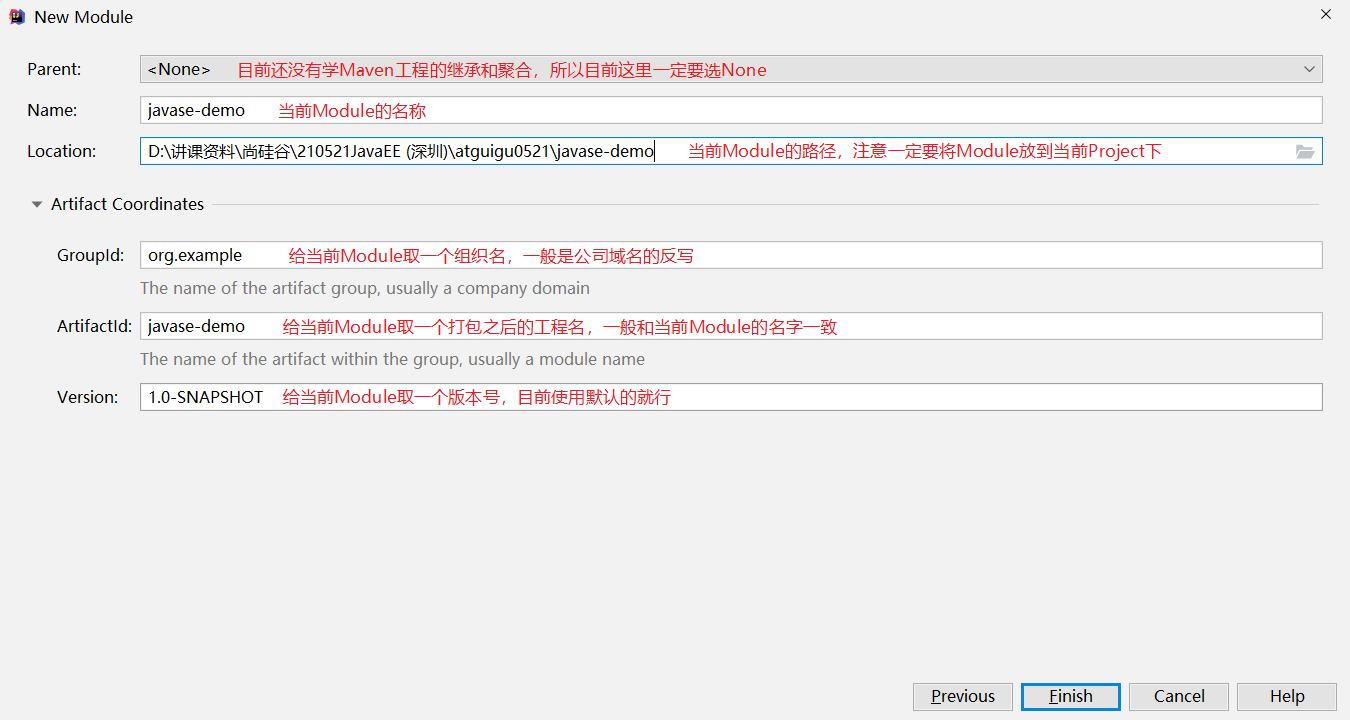 New Module
Parent: <None> 目前还没有学Maven工程的继承和聚合，所以目前这里一定要选None
Name: javase-demo 当前Module的名称
Location: D:\讲课资料\尚硅谷\210521JavaEE (深圳)\atguigu0521\javase-demo 当前Module的路径，注意一定要将Module放到当前Project下
Artifact Coordinates
GroupId: org.example 给当前Module取一个组织名，一般是公司域名的反写
The name of the artifact group, usually a company domain
ArtifactId: javase-demo 给当前Module取一个打包之后的工程名，一般和当前Module的名字一致
The name of the artifact within the group, usually a module name
Version: 1.0-SNAPSHOT 给当前Module取一个版本号，目前使用默认的就行
Previous Finish Cancel Help